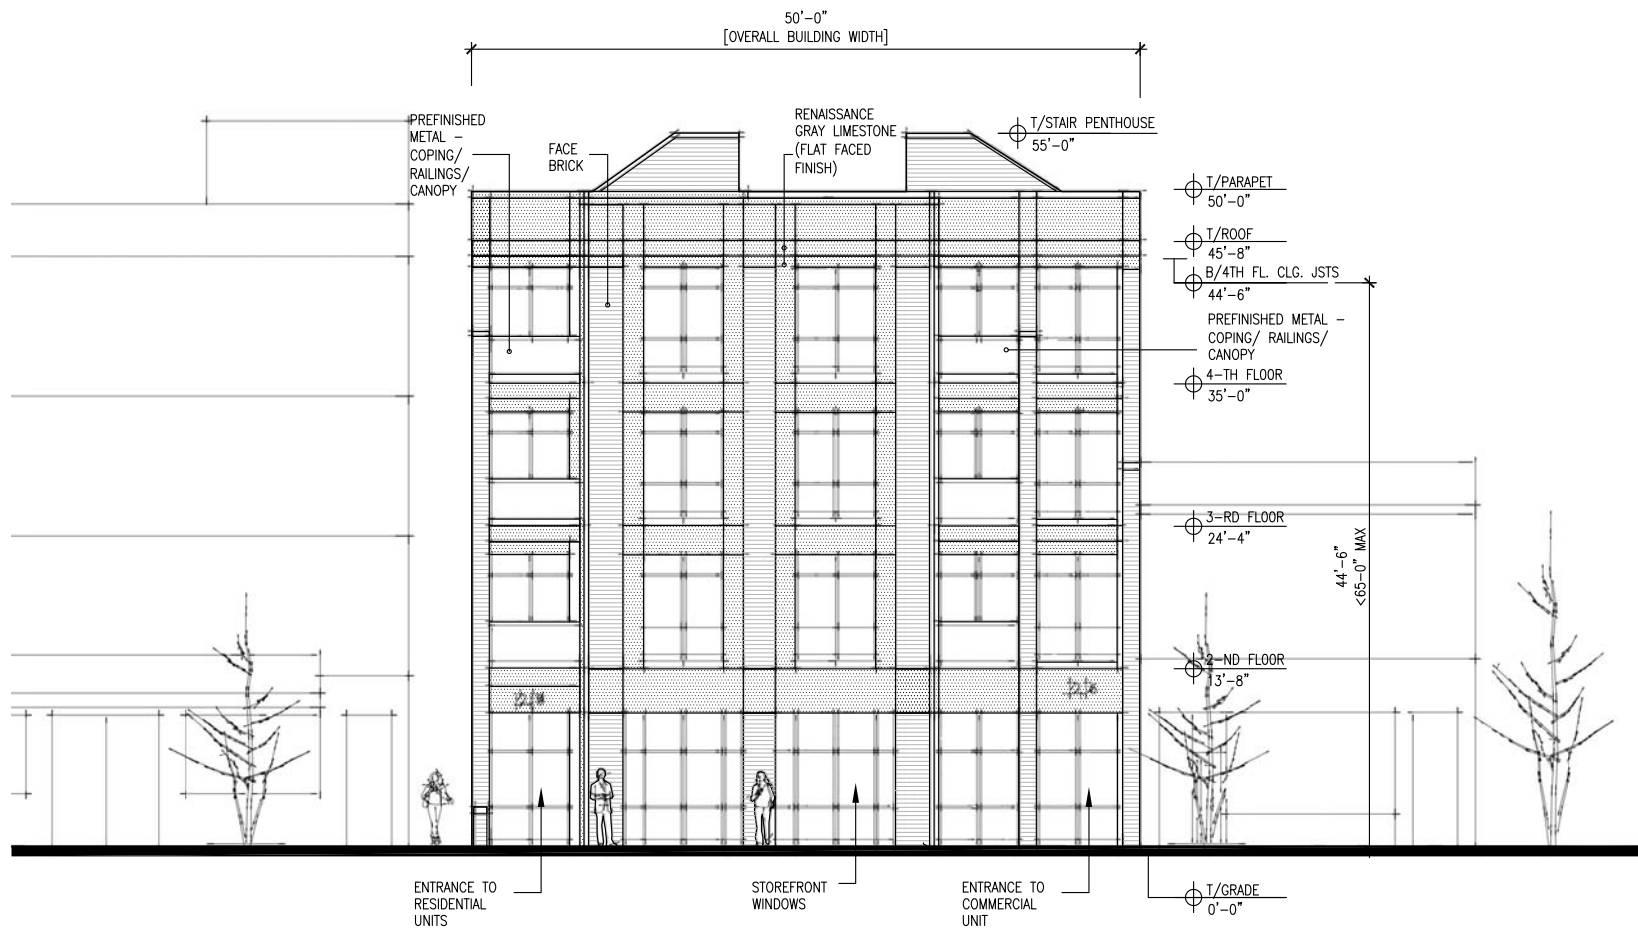 50'-0"
[OVERALL BUILDING WIDTH]
PREFINISHED
METAL –
COPING/
RAILINGS/
CANOPY
FACE
BRICK
RENAISSANCE
GRAY LIMESTONE
(FLAT FACED
FINISH)
T/STAIR PENTHOUSE
55'-0"
T/PARAPET
50'-0"
T/ROOF
45'-8"
B/4TH FL. CLG. JSTS
44'-6"
PREFINISHED METAL –
COPING/ RAILINGS/
CANOPY
4-TH FLOOR
35'-0"
3-RD FLOOR
24'-4"
44'-6"
<65-0" MAX
2-ND FLOOR
13'-8"
ENTRANCE TO
RESIDENTIAL
UNITS
STOREFRONT
WINDOWS
ENTRANCE TO
COMMERCIAL
UNIT
T/GRADE
0'-0"